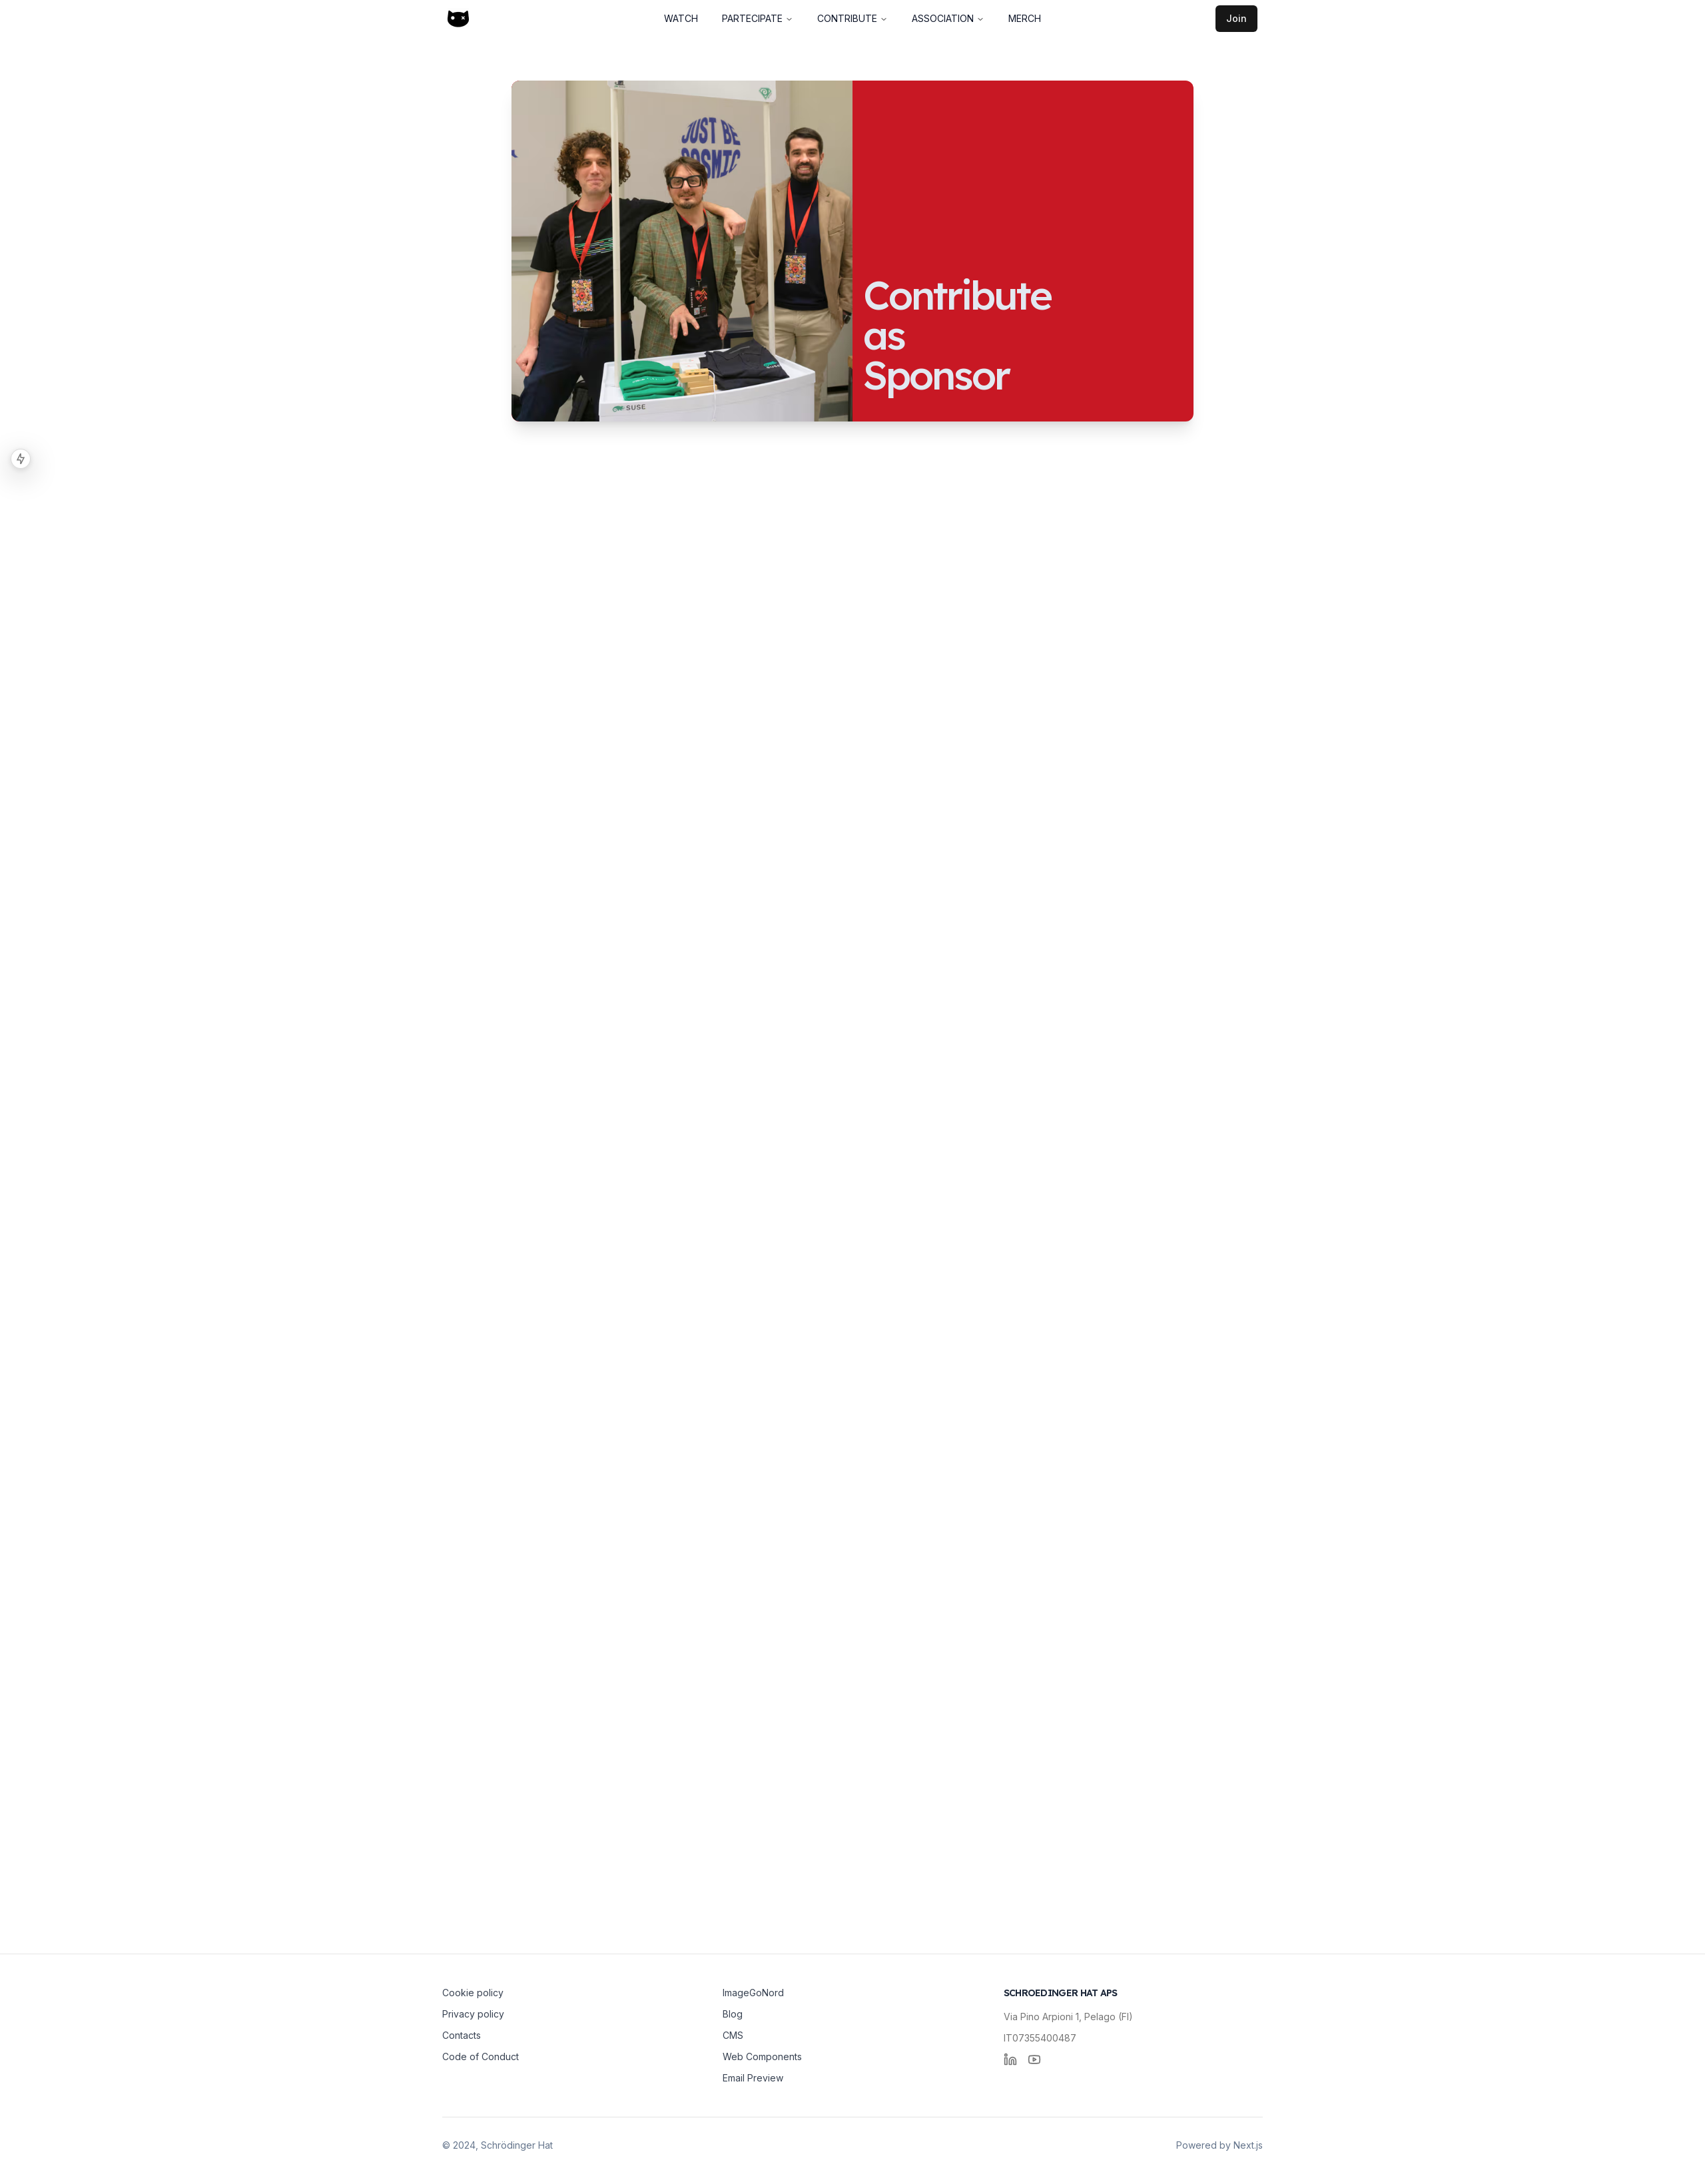 WATCH
PARTECIPATE
CONTRIBUTE
ASSOCIATION
MERCH
Join
JUST BE
COSMIC
SUSE
Contribute
as
Sponsor
Cookie policy
Privacy policy
Contacts
Code of Conduct
ImageGoNord
Blog
CMS
Web Components
Email Preview
SCHROEDINGER HAT APS
Via Pino Arpioni 1, Pelago (FI)
IT07355400487
© 2024, Schrödinger Hat
Powered by Next.js